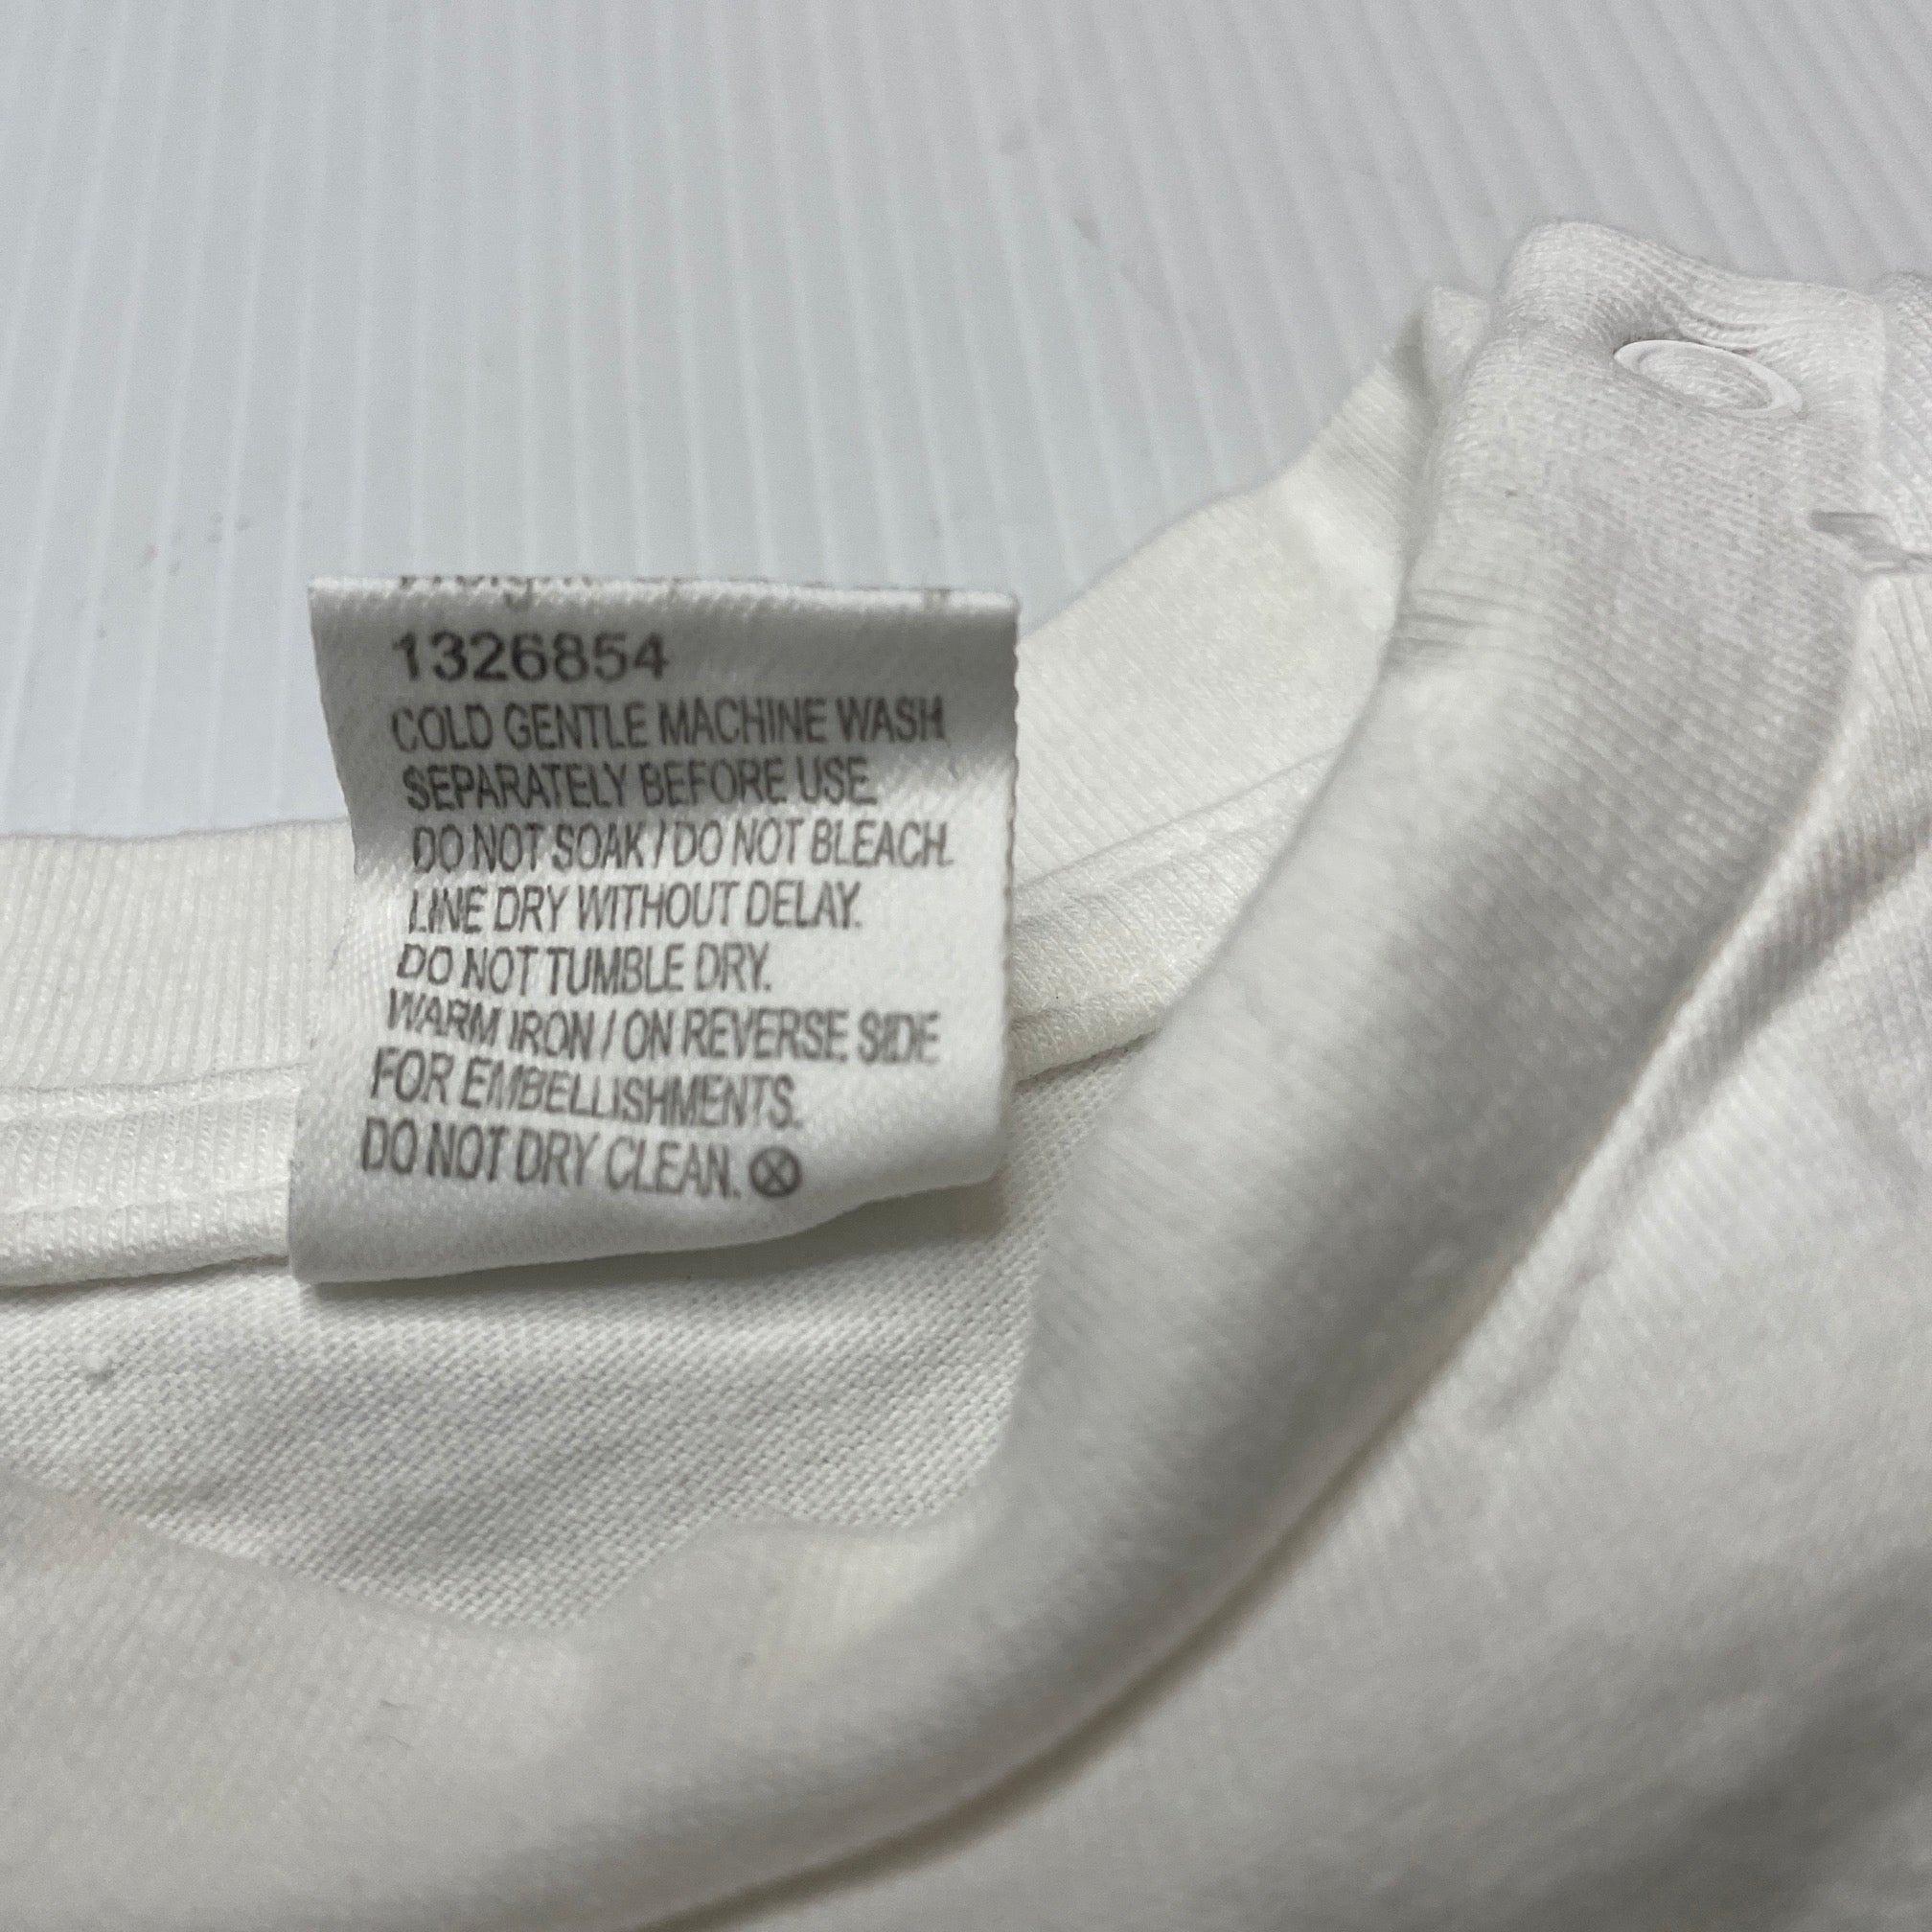 1326854
COLD GENTLE MACHINE WASH
SEPARATELY BEFORE USE.
DO NOT SOAK / DO NOT BLEACH.
LINE DRY WITHOUT DELAY.
DO NOT TUMBLE DRY.
WARM IRON / ON REVERSE SIDE
FOR EMBELLISHMENTS.
DO NOT DRY CLEAN.